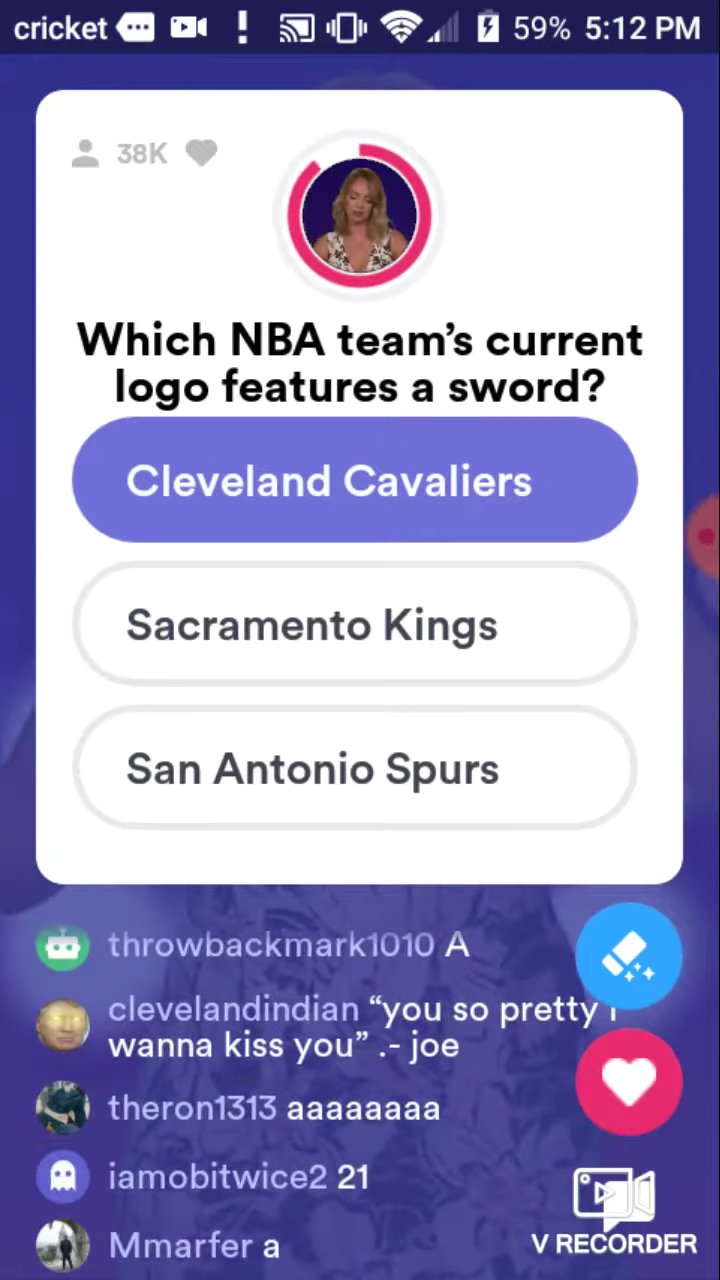 cricket 59% 5:12 PM
38K
Which NBA team’s current
logo features a sword?
Cleveland Cavaliers
Sacramento Kings
San Antonio Spurs
throwbackmark1010 A
clevelandindian “you so pretty i
wanna kiss you” .- joe
theron1313 aaaaaaaa
iamobitwice2 21
Mmarfer a
V RECORDER